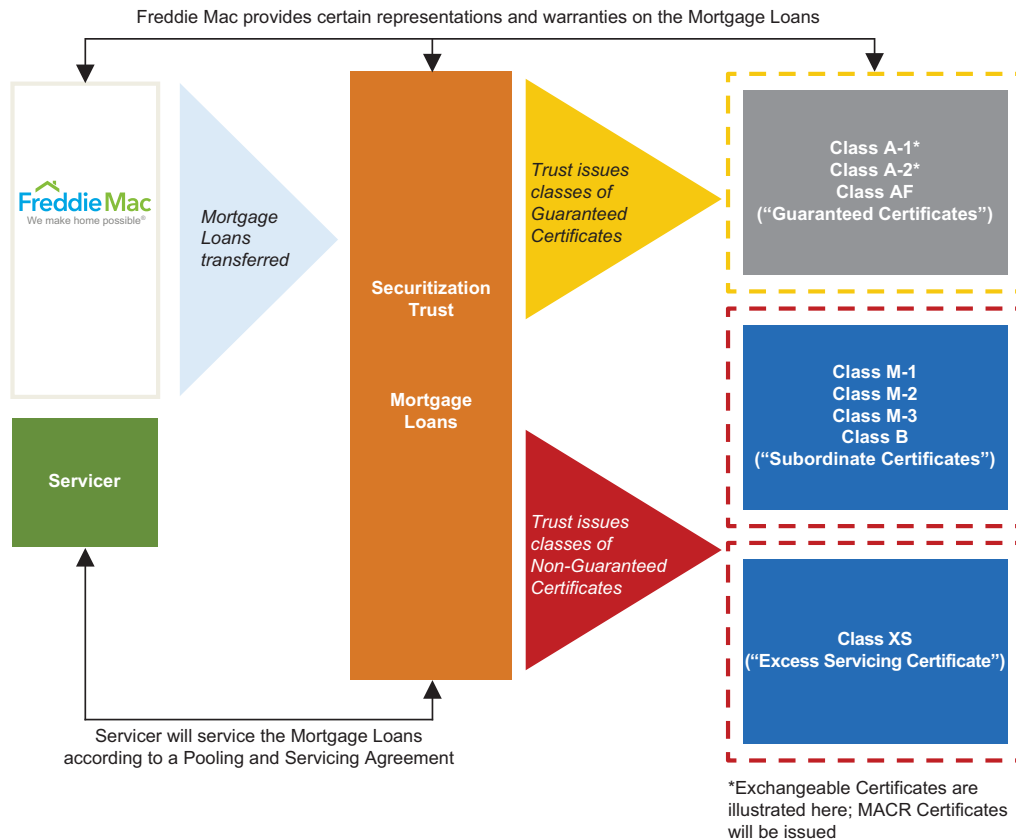 Freddie Mac provides certain representations and warranties on the Mortgage Loans
FreddieMac
We make home possible®
Mortgage
Loans
transferred
Servicer
Securitization
Trust
Mortgage
Loans
Trust issues
classes of
Guaranteed
Certificates
Trust issues
classes of
Non-Guaranteed
Certificates
Class A-1*
Class A-2*
Class AF
(“Guaranteed Certificates”)
Class M-1
Class M-2
Class M-3
Class B
(“Subordinate Certificates”)
Class XS
(“Excess Servicing Certificate”)
Servicer will service the Mortgage Loans
according to a Pooling and Servicing Agreement
*Exchangeable Certificates are
illustrated here; MACR Certificates
will be issued